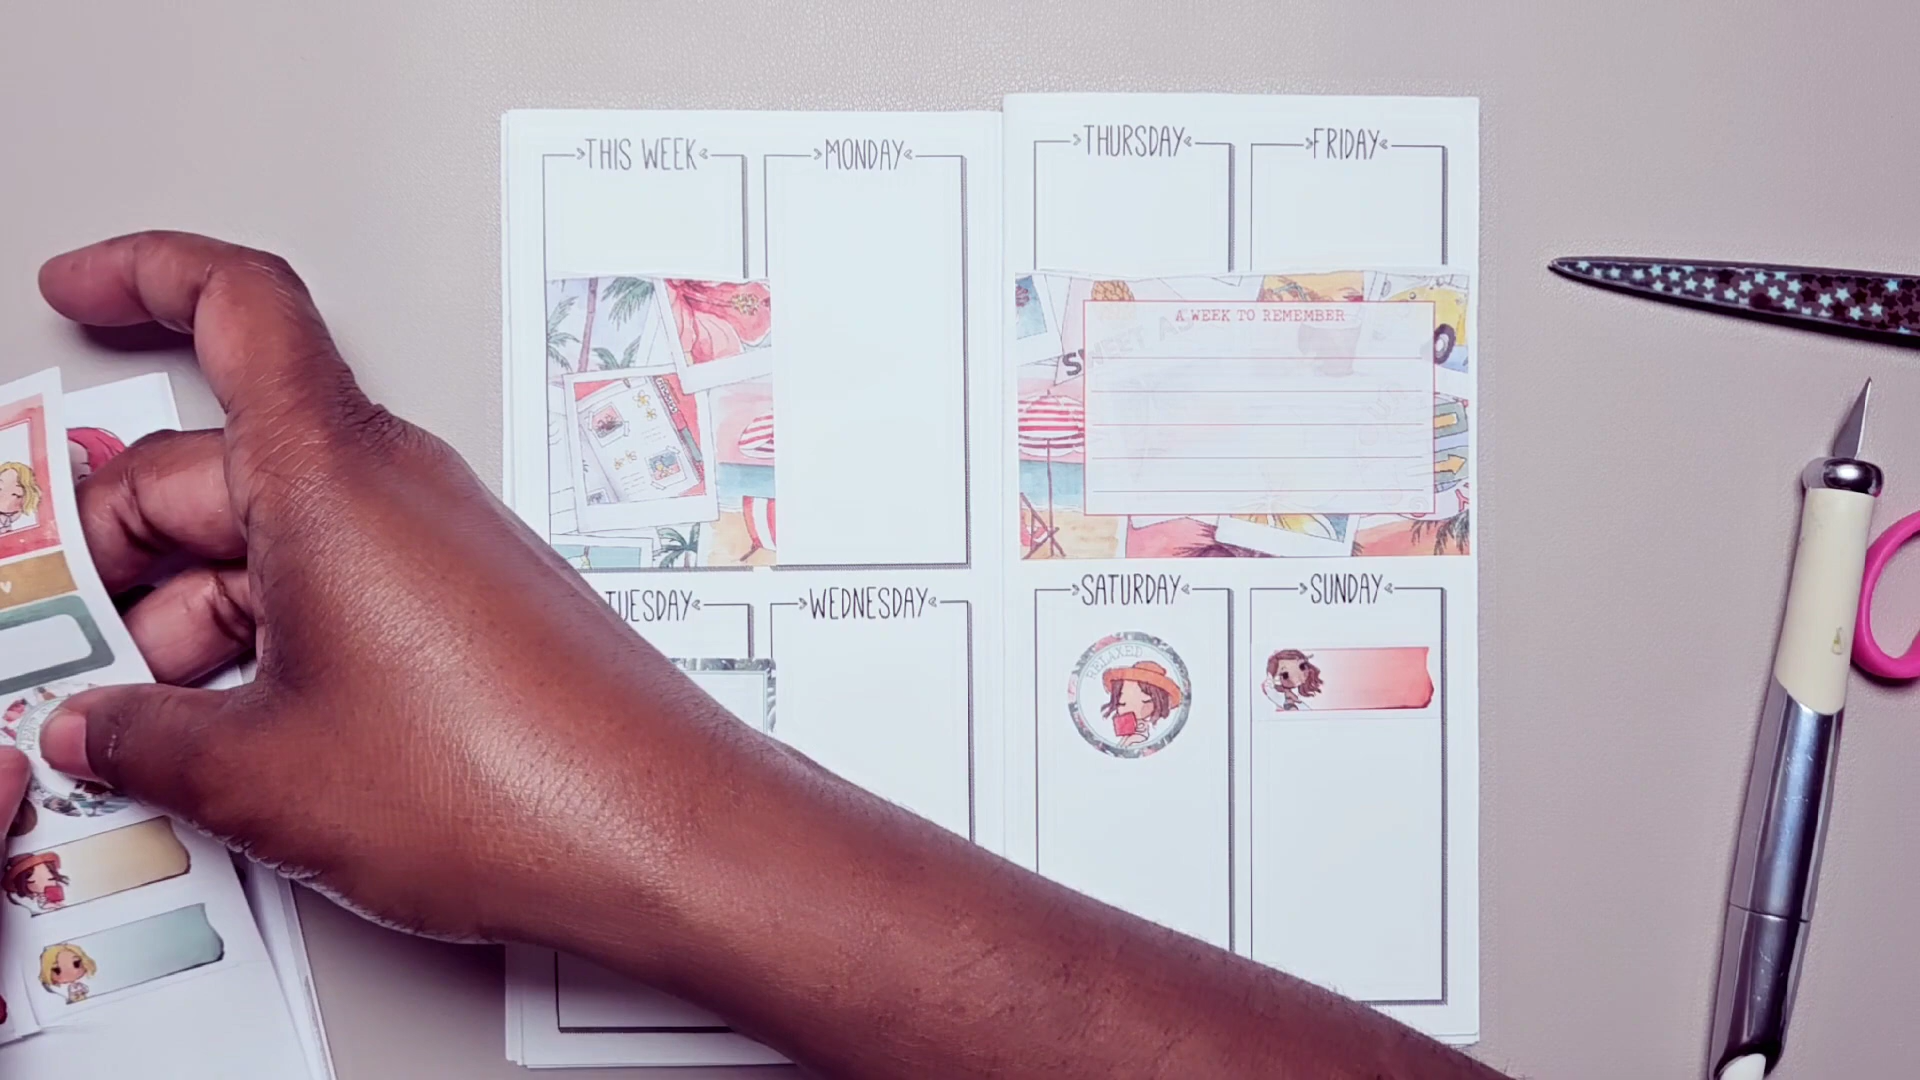 THIS WEEK
MONDAY
THURSDAY
FRIDAY
A WEEK TO REMEMBER
TUESDAY
WEDNESDAY
SATURDAY
SUNDAY
RELAXED